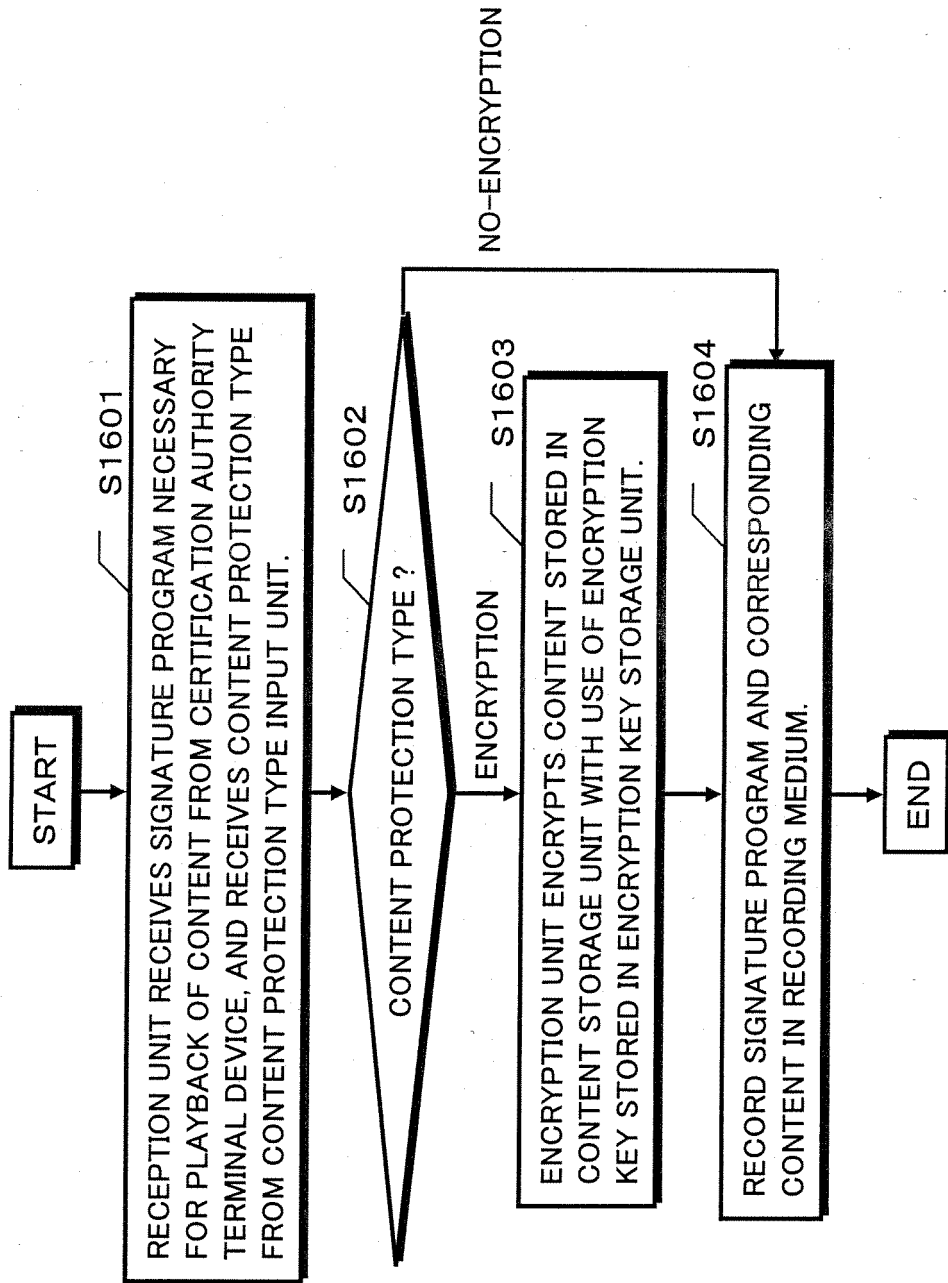 START
S1601
RECEPTION UNIT RECEIVES SIGNATURE PROGRAM NECESSARY
FOR PLAYBACK OF CONTENT FROM CERTIFICATION AUTHORITY
TERMINAL DEVICE, AND RECEIVES CONTENT PROTECTION TYPE
FROM CONTENT PROTECTION TYPE INPUT UNIT.
S1602
CONTENT PROTECTION TYPE ?
NO-ENCRYPTION
ENCRYPTION
S1603
ENCRYPTION UNIT ENCRYPTS CONTENT STORED IN
CONTENT STORAGE UNIT WITH USE OF ENCRYPTION
KEY STORED IN ENCRYPTION KEY STORAGE UNIT.
S1604
RECORD SIGNATURE PROGRAM AND CORRESPONDING
CONTENT IN RECORDING MEDIUM.
END